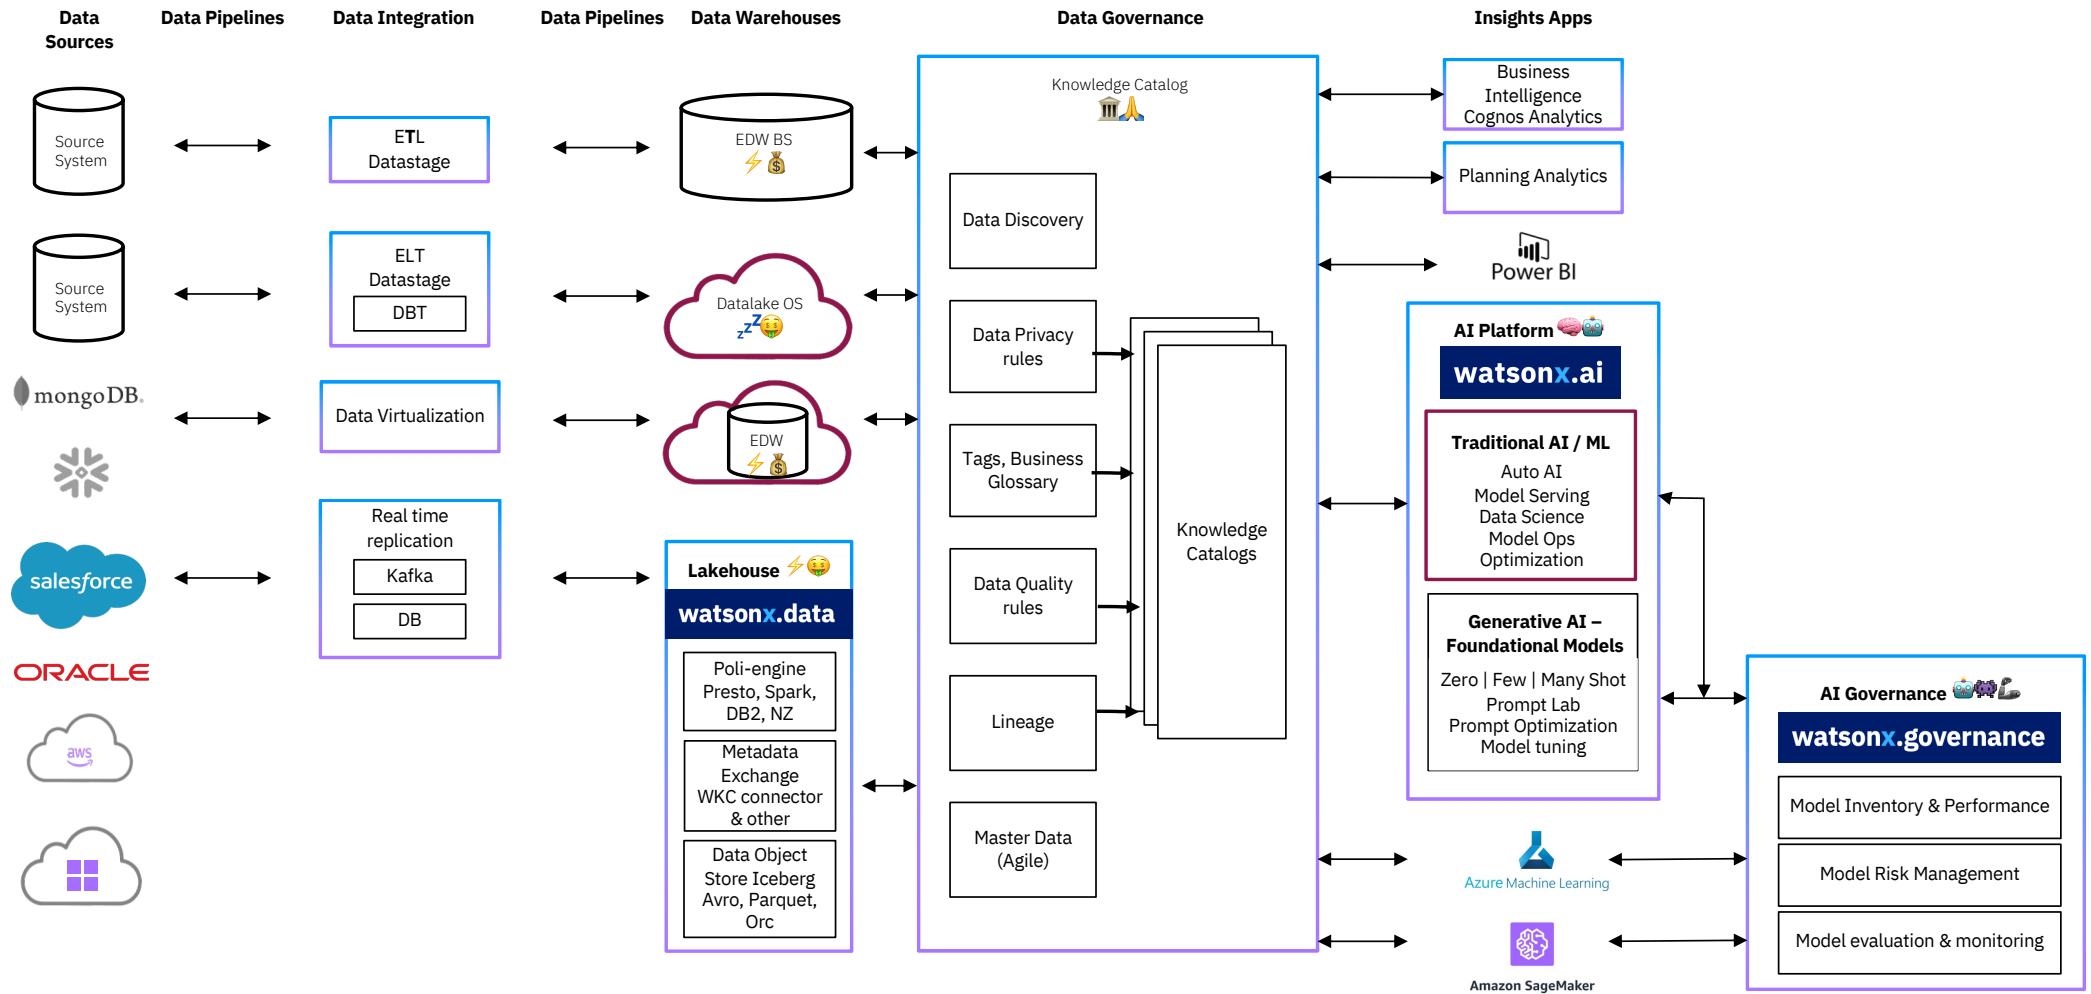 Data
Sources
Data Pipelines
Data Integration
Data Pipelines
Data Warehouses
Data Governance
Insights Apps
Source
System
Source
System
mongoDB.
salesforce
ORACLE
aws
ETL
Datastage
ELT
Datastage
DBT
Data Virtualization
Real time
replication
Kafka
DB
EDW BS
Datalake OS
EDW
Lakehouse
watsonx.data
Poli-engine
Presto, Spark,
DB2, NZ
Metadada
Exchange
WKC connector
& other
Data Object
Store Iceberg
Avro, Parquet,
Orc
Knowledge Catalog
Data Discovery
Data Privacy
rules
Tags, Business
Glossary
Data Quality
rules
Lineage
Master Data
(Agile)
Knowledge
Catalogs
Business
Intelligence
Cognos Analytics
Planning Analytics
Power BI
AI Platform
watsonx.ai
Traditional AI / ML
Auto AI
Model Serving
Data Science
Model Ops
Optimization
Generative AI –
Foundational Models
Zero | Few | Many Shot
Prompt Lab
Prompt Optimization
Model tuning
Azure Machine Learning
Amazon SageMaker
AI Governance
watsonx.governance
Model Inventory & Performance
Model Risk Management
Model evaluation & monitoring